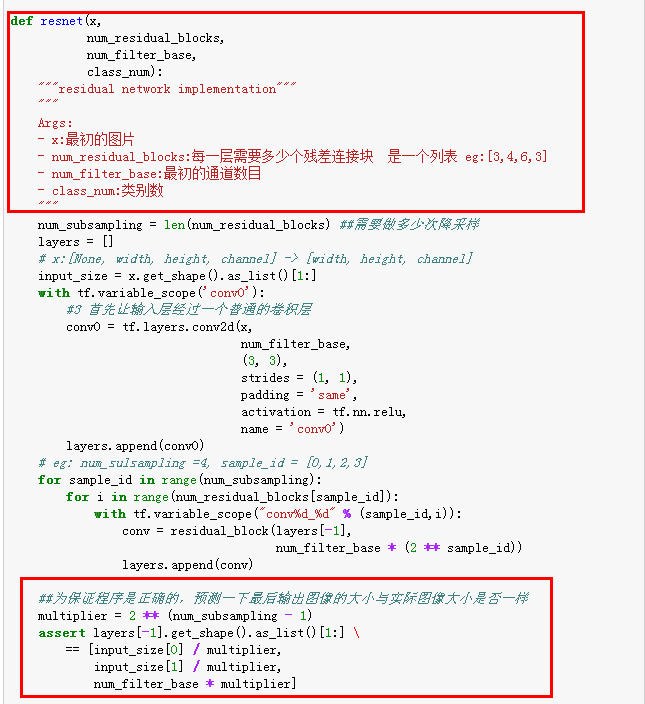 def resnet(x,
           num_residual_blocks,
           num_filter_base,
           class_num):
    """residual network implementation"""
    """
    Args:
    - x:最初的图片
    - num_residual_blocks:每一层需要多少个残差连接块  是一个列表 eg:[3,4,6,3]
    - num_filter_base:最初的通道数目
    - class_num:类别数
    """
    num_subsampling = len(num_residual_blocks) ##需要做多少次降采样
    layers = []
    # x:[None, width, height, channel] -> [width, height, channel]
    input_size = x.get_shape().as_list()[1:]
    with tf.variable_scope('conv0'):
        #3 首先让输入层经过一个普通的卷积层
        conv0 = tf.layers.conv2d(x,
                                 num_filter_base,
                                 (3, 3),
                                 strides = (1, 1),
                                 padding = 'same',
                                 activation = tf.nn.relu,
                                 name = 'conv0')
        layers.append(conv0)
    # eg: num_sulsampling =4, sample_id = [0,1,2,3]
    for sample_id in range(num_subsampling):
        for i in range(num_residual_blocks[sample_id]):
            with tf.variable_scope("conv%d_%d" % (sample_id,i)):
                conv = residual_block(layers[-1],
                                      num_filter_base * (2 ** sample_id))
                layers.append(conv)
    ##为保证程序是正确的，预测一下最后输出图像的大小与实际图像大小是否一样
    multiplier = 2 ** (num_subsampling - 1)
    assert layers[-1].get_shape().as_list()[1:] \
        == [input_size[0] / multiplier,
            input_size[1] / multiplier,
            num_filter_base * multiplier]